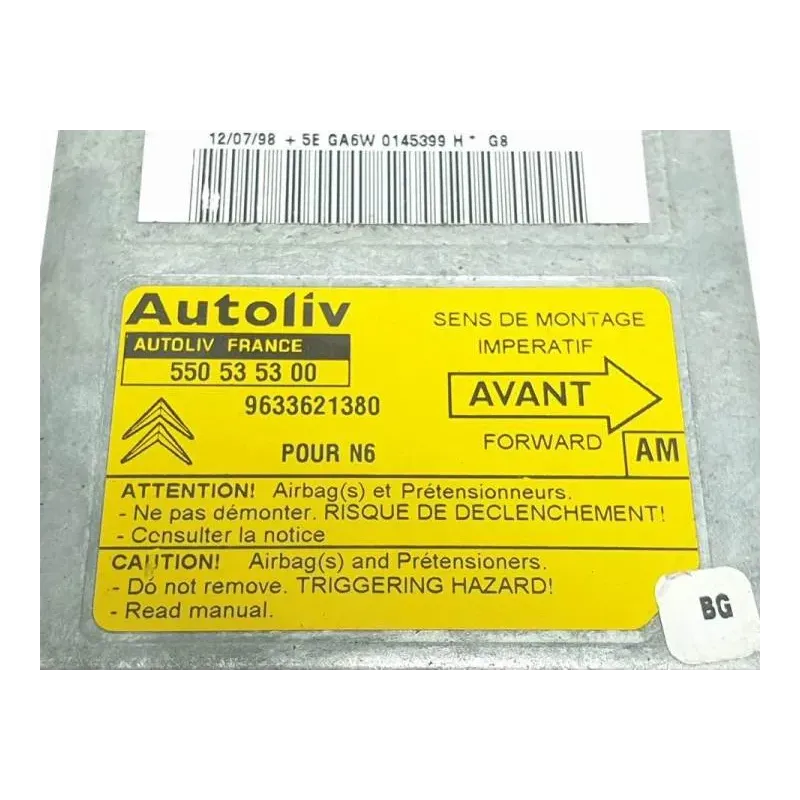 12/07/98 + 5E GA6W 0145399 H * G8
Autoliv
AUTOLIV FRANCE
550 53 53 00
9633621380
POUR N6
SENS DE MONTAGE
IMPERATIF
AVANT
FORWARD
AM
ATTENTION! Airbag(s) et Prétensionneurs.
- Ne pas démonter. RISQUE DE DECLENCHEMENT!
- Consulter la notice
CAUTION! Airbag(s) and Prétensioners.
- Do not remove. TRIGGERING HAZARD!
- Read manual.
BG